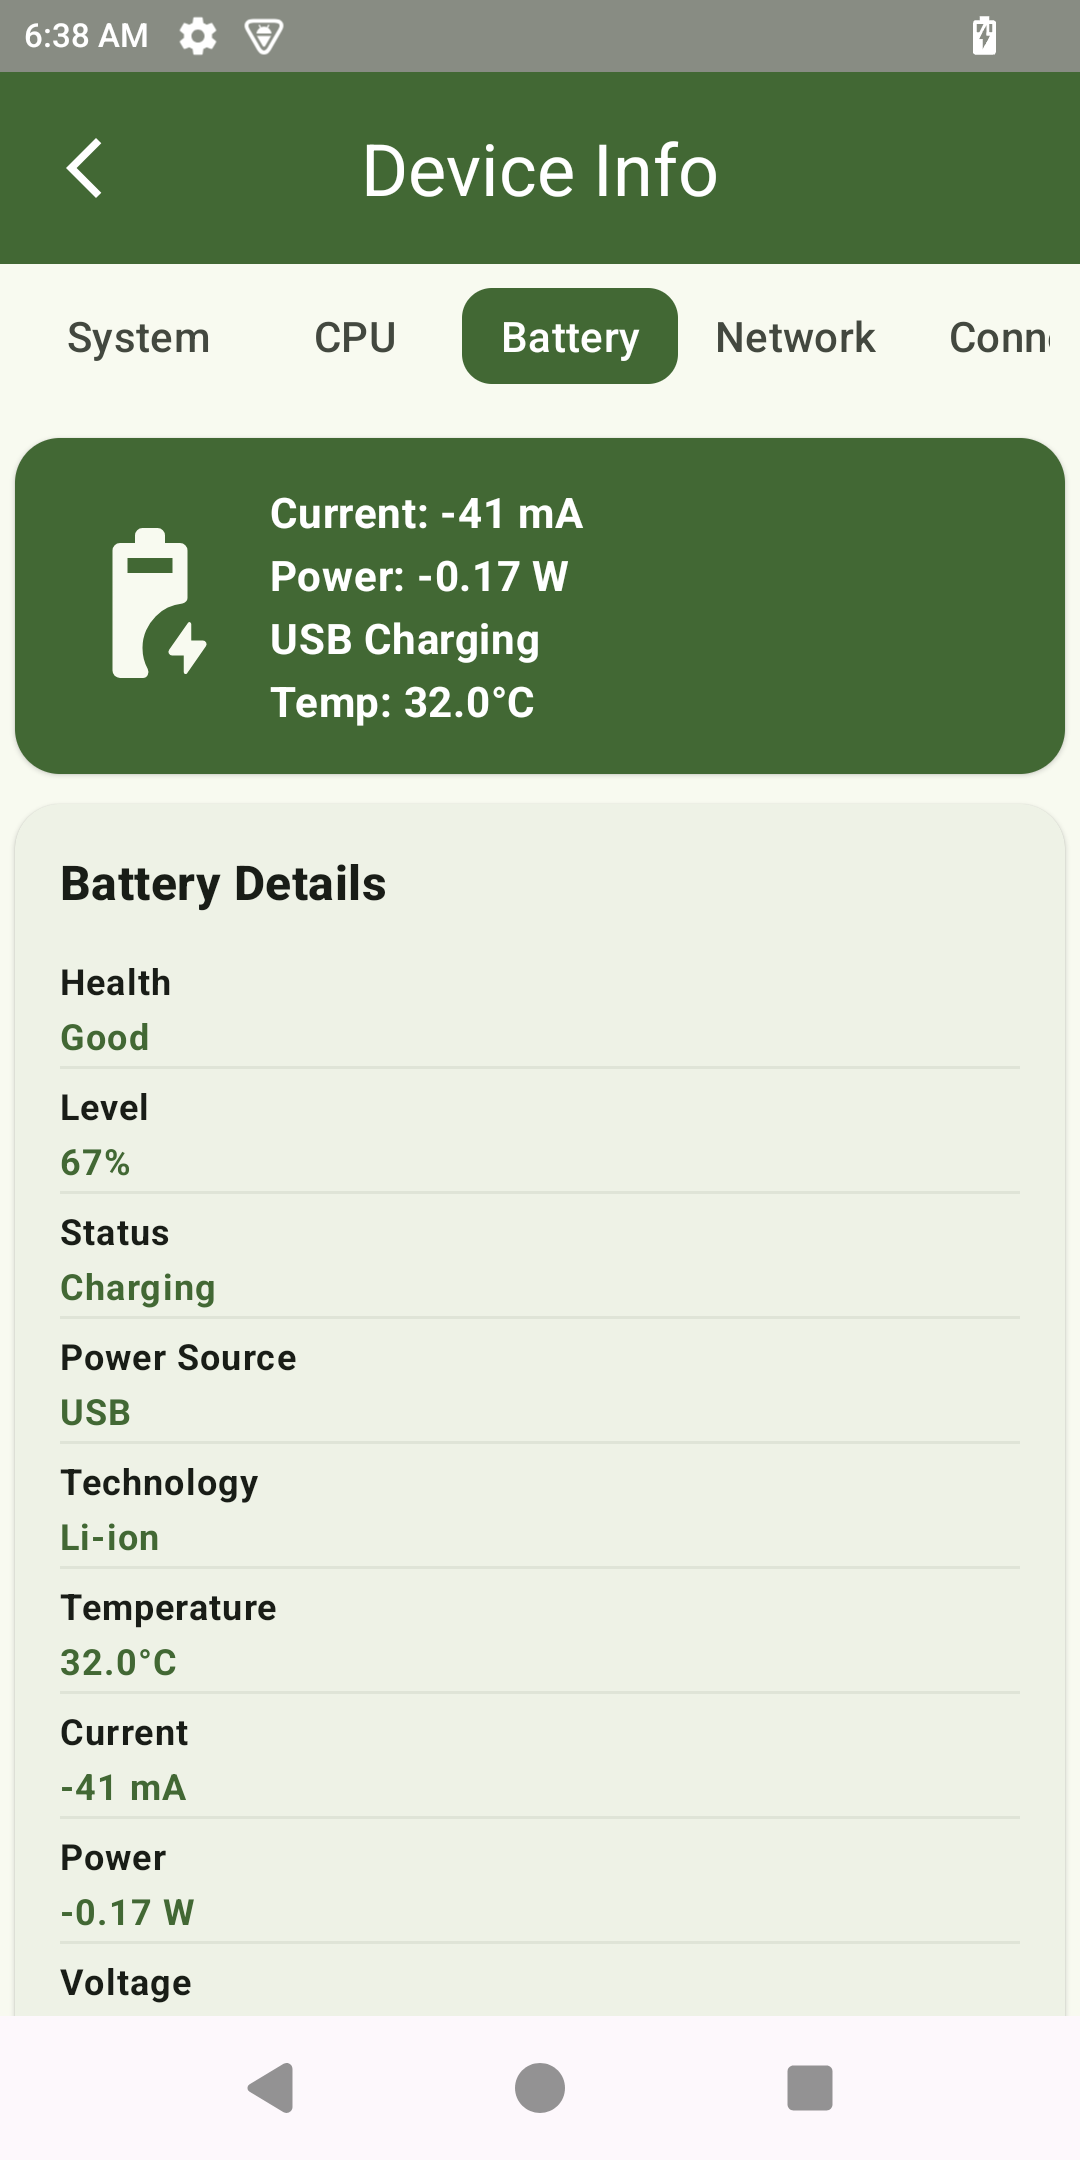 6:38 AM
Device Info
System CPU Battery Network Conn
Current: -41 mA
Power: -0.17 W
USB Charging
Temp: 32.0°C
Battery Details
Health
Good
Level
67%
Status
Charging
Power Source
USB
Technology
Li-ion
Temperature
32.0°C
Current
-41 mA
Power
-0.17 W
Voltage